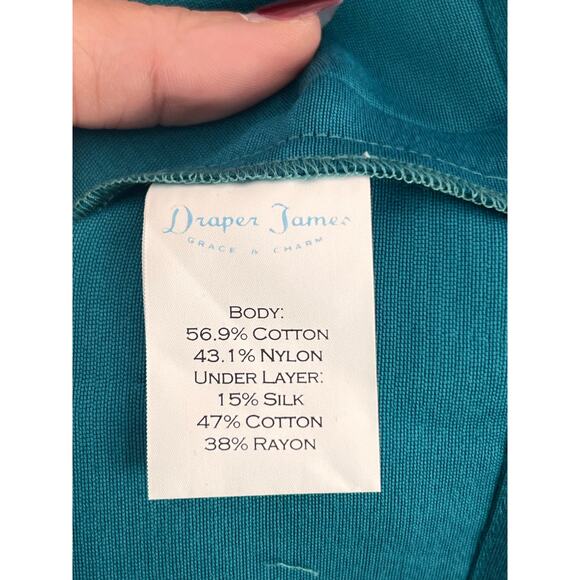 Draper James
GRACE & CHARM
BODY:
56.9% COTTON
43.1% NYLON
UNDER LAYER:
15% SILK
47% COTTON
38% RAYON